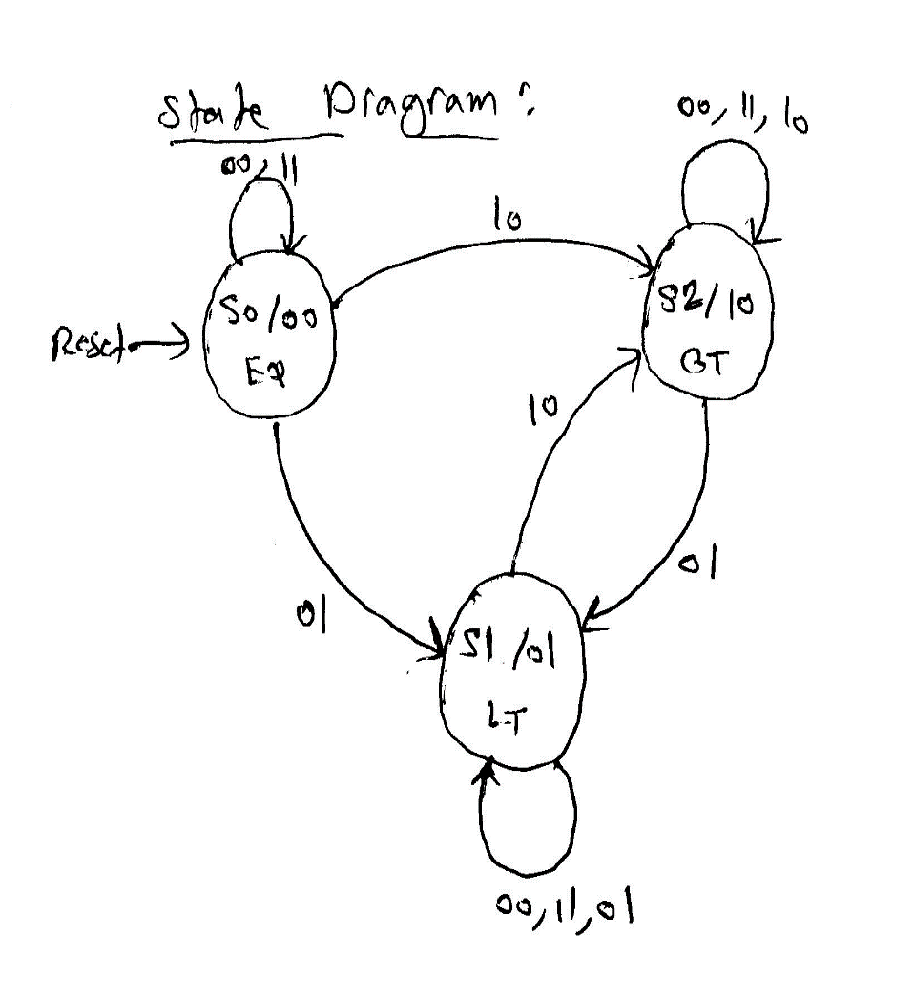 State Diagram:
00, 11
00, 11, 10
10
S0/00
EQ
Reset
S2/10
GT
10
01
01
S1/01
LT
00, 11, 01